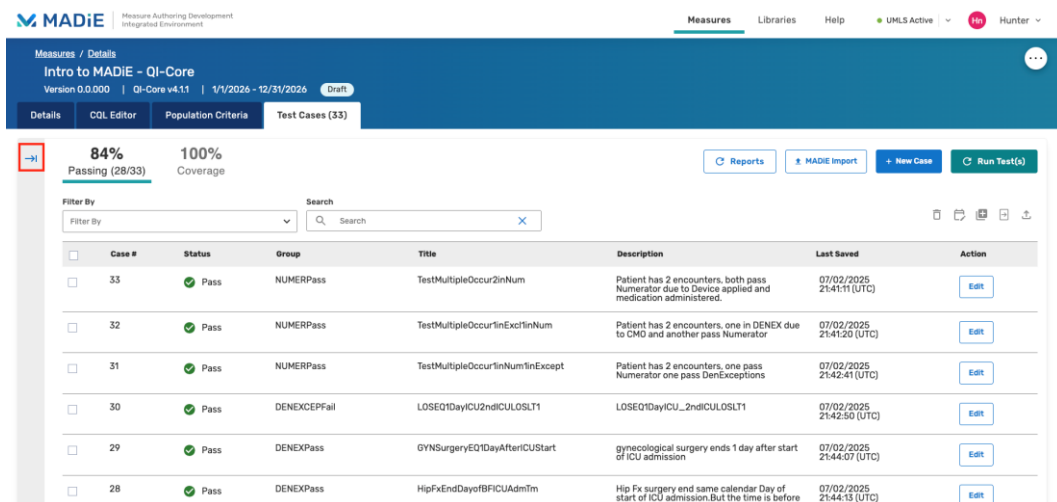 MADiE
Measure Authoring Development
Integrated Environment
Measures
Libraries
Help
UMLS Active
Hn
Hunter
Measures / Details
Intro to MADiE - QI-Core
Version 0.0.000 | QI-Core v4.1.1 | 1/1/2026 - 12/31/2026 Draft
Details
CQL Editor
Population Criteria
Test Cases (33)
84%
Passing (28/33)
100%
Coverage
Reports
MADiE Import
+ New Case
Run Test(s)
Filter By
Filter By
Search
Search
Case # Status Group Title Description Last Saved Action
33 Pass NUMERPass TestMultipleOccur2inNum Patient has 2 encounters, both pass 07/02/2025 Edit
Numerator due to Device applied and 21:41:11 (UTC)
medication administered.
32 Pass NUMERPass TestMultipleOccur1inExcl1inNum Patient has 2 encounters, one in DENEX due 07/02/2025 Edit
to CMO and another pass Numerator 21:41:20 (UTC)
31 Pass NUMERPass TestMultipleOccur1inNum1inExcept Patient has 2 encounters, one pass 07/02/2025 Edit
Numerator one pass DenExceptions 21:42:41 (UTC)
30 Pass DENEXCEPFail LOSEQ1DayICU2ndICULOSLT1 LOSEQ1DayICU_2ndICULOSLT1 07/02/2025 Edit
21:42:50 (UTC)
29 Pass DENEXPass GYNSurgeryEQ1DayAfterICUStart gynecological surgery ends 1 day after start 07/02/2025 Edit
of ICU admission 21:44:07 (UTC)
28 Pass DENEXPass HipFxEndDayofBFICUAdmTm Hip Fx surgery end same calendar Day of 07/02/2025 Edit
start of ICU admission.But the time is before 21:44:13 (UTC)